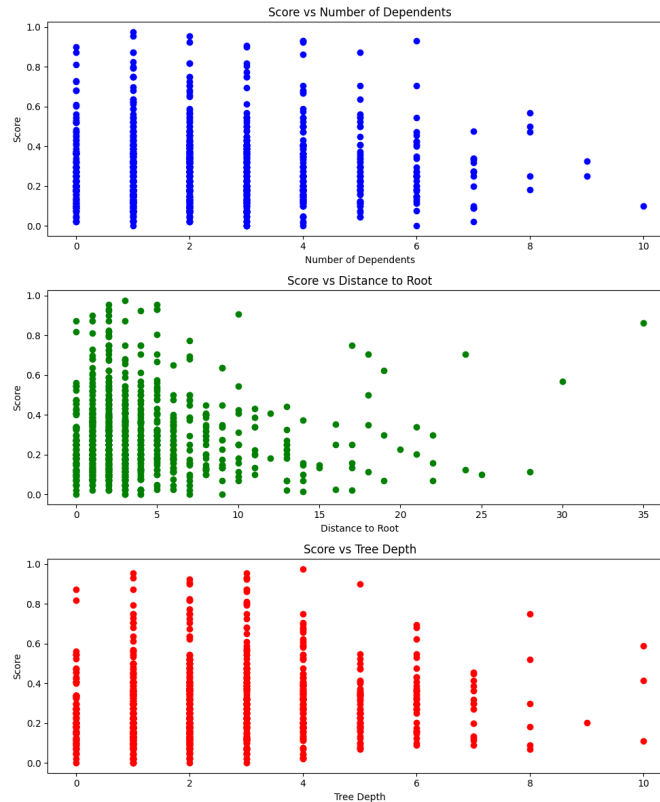 Score vs Number of Dependents
1.0
0.8
0.6
0.4
0.2
0.0
Score
0 2 4 6 8 10
Number of Dependents
Score vs Distance to Root
1.0
0.8
0.6
0.4
0.2
0.0
Score
0 5 10 15 20 25 30 35
Distance to Root
Score vs Tree Depth
1.0
0.8
0.6
0.4
0.2
0.0
Score
0 2 4 6 8 10
Tree Depth